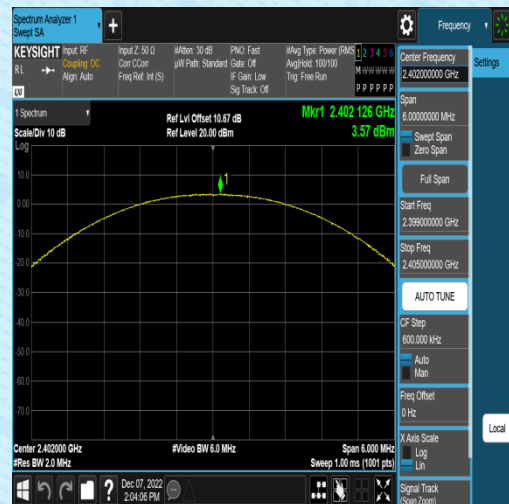 Spectrum Analyzer 1
Swept SA
+
Frequency
KEYSIGHT
RL
LXI
Input: RF
Coupling: DC
Align: Auto
Input Z: 50 Ω
Corr CCorr
Freq Ref: Int (S)
#Atten: 30 dB
µW Path: Standard
PNO: Fast
Gate: Off
IF Gain: Low
Sig Track: Off
#Avg Type: Power (RMS
Avg|Hold: 100/100
Trig: Free Run
1 2 3 4 5 6
M W W W W W
P P P P P P
Center Frequency
2.402000000 GHz
Settings
Span
6.00000000 MHz
Swept Span
Zero Span
Full Span
Start Freq
2.399000000 GHz
Stop Freq
2.405000000 GHz
AUTO TUNE
CF Step
600.000 kHz
Auto
Man
Freq Offset
0 Hz
X Axis Scale
Log
Lin
Signal Track
(Span Zoom)
Local
1 Spectrum
Scale/Div 10 dB
Log
Ref Lvl Offset 10.67 dB
Ref Level 20.00 dBm
Mkr1 2.402 126 GHz
3.57 dBm
1
10.0
0.00
-10.0
-20.0
-30.0
-40.0
-50.0
-60.0
-70.0
Center 2.402000 GHz
#Res BW 2.0 MHz
#Video BW 6.0 MHz
Span 6.000 MHz
Sweep 1.00 ms (1001 pts)
?
Dec 07, 2022
2:04:06 PM